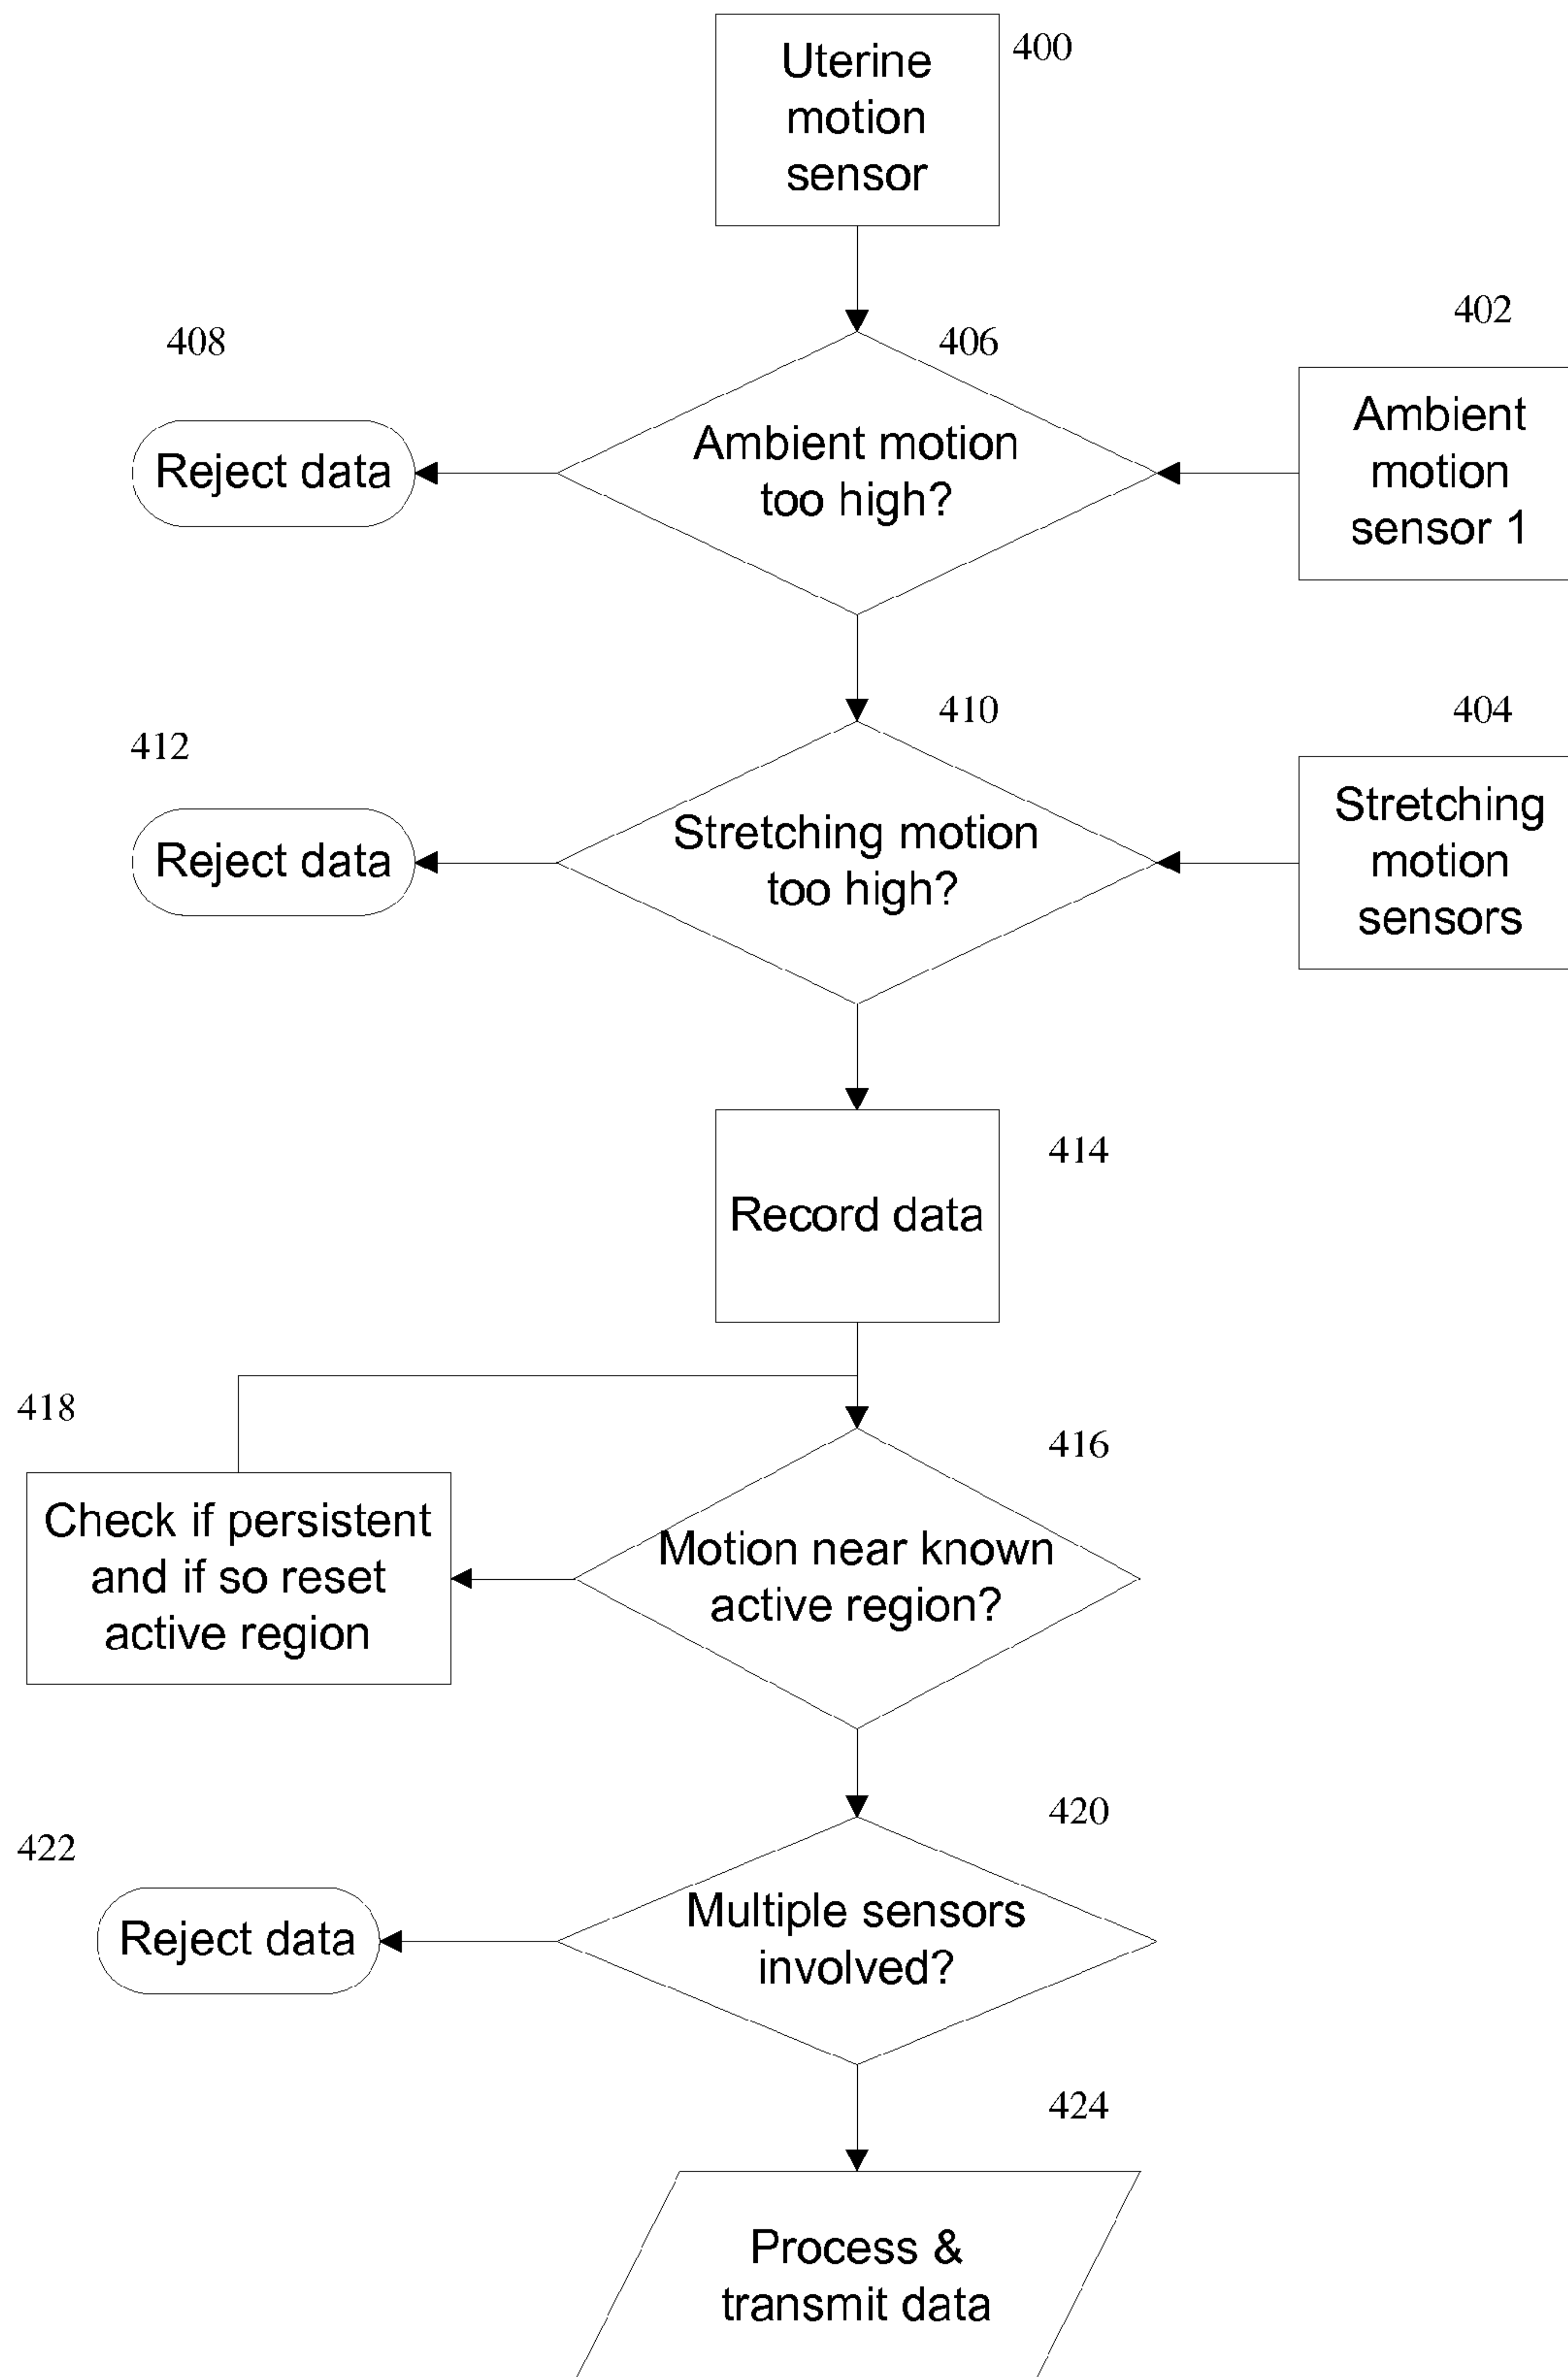 Uterine
motion
sensor
400
402
408
406
Ambient motion
too high?
Reject data
Ambient
motion
sensor 1
410
404
412
Stretching motion
too high?
Reject data
Stretching
motion
sensors
414
Record data
418
416
Check if persistent
and if so reset
active region
Motion near known
active region?
420
422
Multiple sensors
involved?
Reject data
424
Process &
transmit data